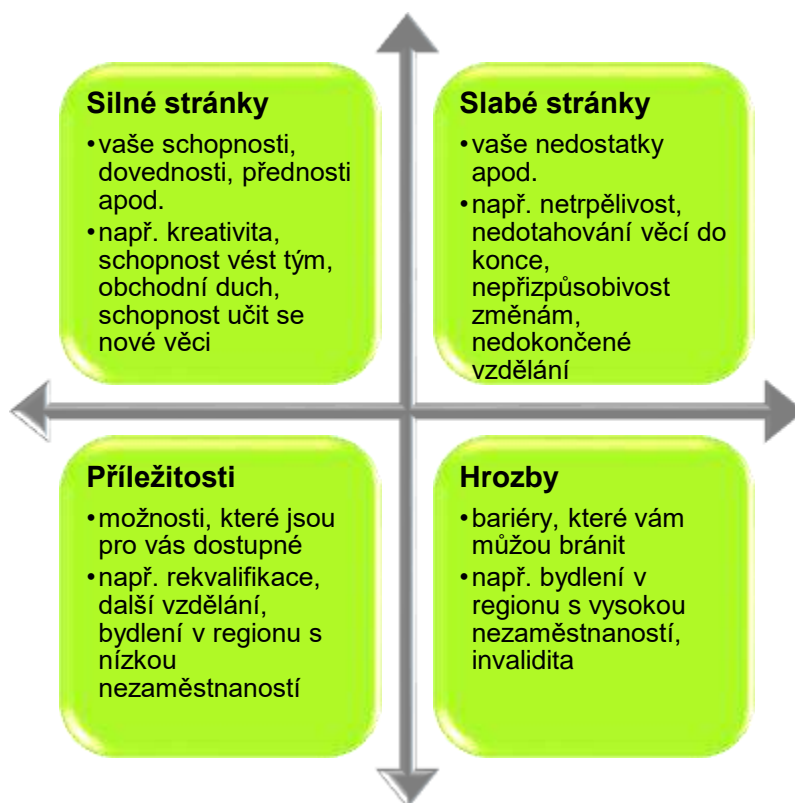 Silné stránky
•vaše schopnosti,
dovednosti, přednosti
apod.
•např. kreativita,
schopnost vést tým,
obchodní duch,
schopnost učit se
nové věci
Slabé stránky
•vaše nedostatky
apod.
•např. netrpělivost,
nedotahování věcí do
konce,
nepřizpůsobivost
změnám,
nedokončené
vzdělání
Příležitosti
•možnosti, které jsou
pro vás dostupné
•např. rekvalifikace,
další vzdělání,
bydlení v regionu s
nízkou
nezaměstnaností
Hrozby
•bariéry, které vám
můžou bránit
•např. bydlení v
regionu s vysokou
nezaměstnaností,
invalidita